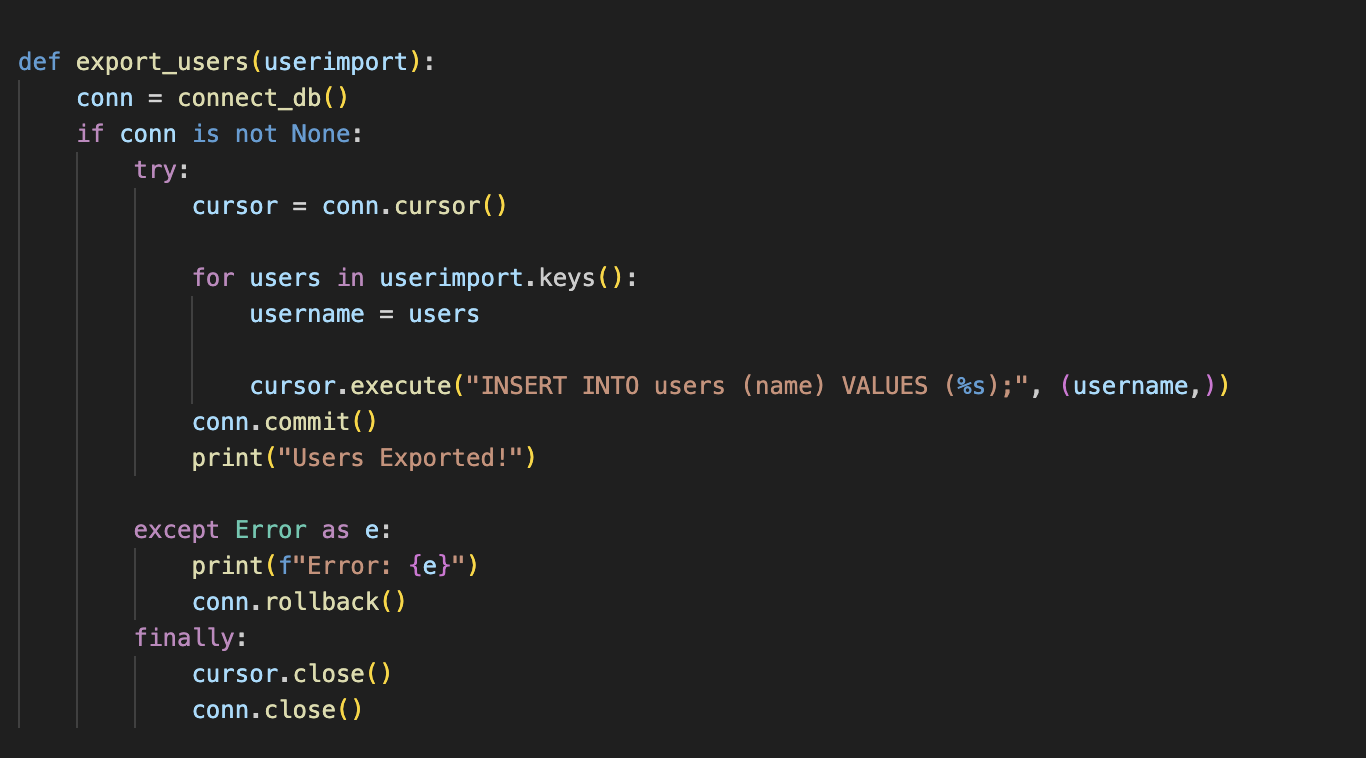 def export_users(userimport):
    conn = connect_db()
    if conn is not None:
        try:
            cursor = conn.cursor()

            for users in userimport.keys():
                username = users

                cursor.execute("INSERT INTO users (name) VALUES (%s);", (username,))
            conn.commit()
            print("Users Exported!")

        except Error as e:
            print(f"Error: {e}")
            conn.rollback()
        finally:
            cursor.close()
            conn.close()